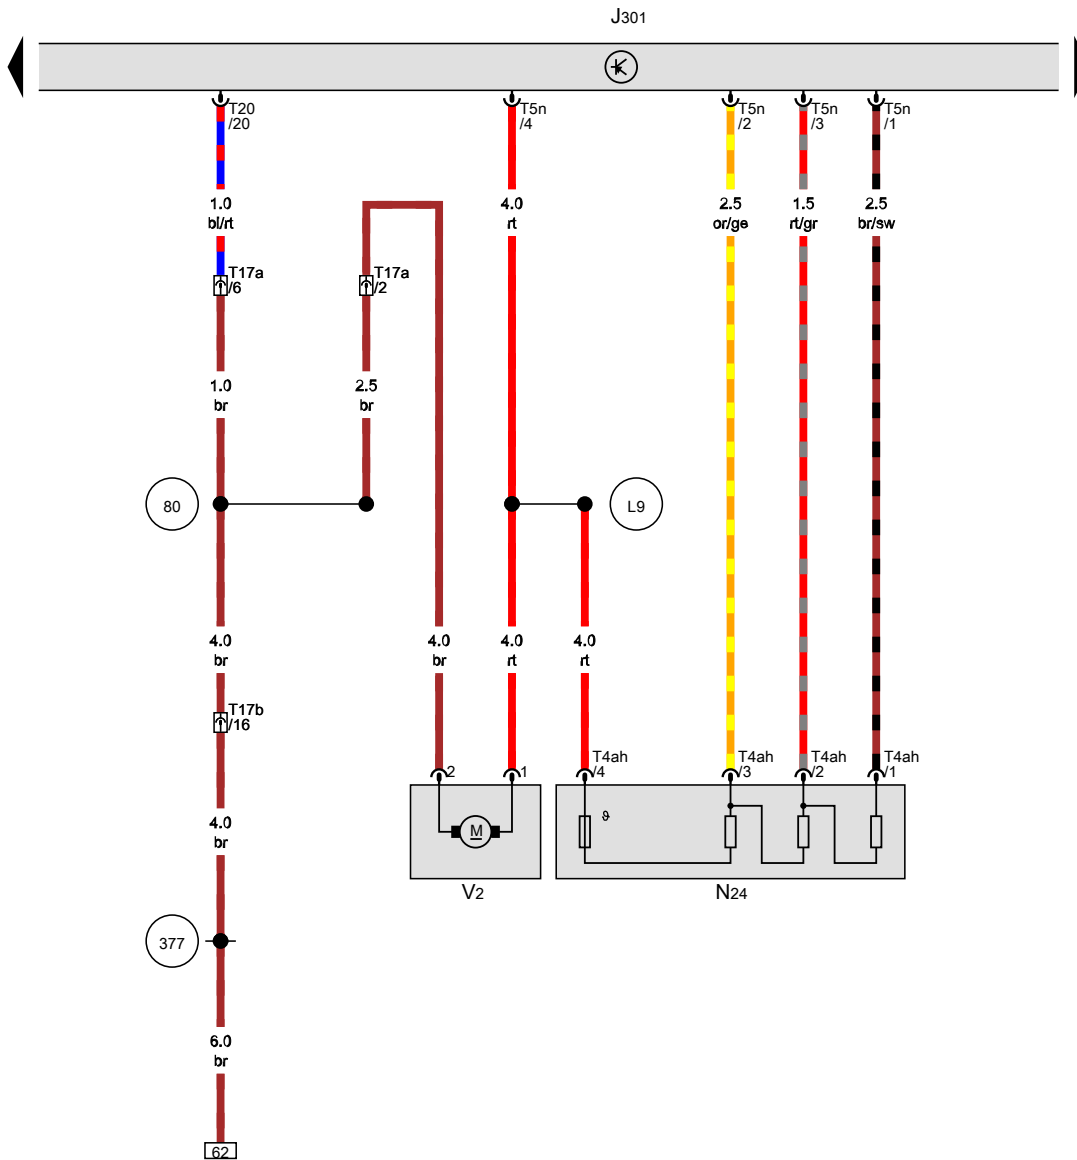 J301
T20
/20
T5n
/4
T5n
/2
T5n
/3
T5n
/1
1.0
bl/rt
4.0
rt
2.5
or/ge
1.5
rt/gr
2.5
br/sw
T17a
/6
T17a
/2
1.0
br
2.5
br
80
L9
4.0
br
4.0
br
4.0
rt
4.0
rt
T17b
/16
2
1
T4ah
/4
T4ah
/3
T4ah
/2
T4ah
/1
4.0
br
M
ϑ
V2
N24
377
6.0
br
62